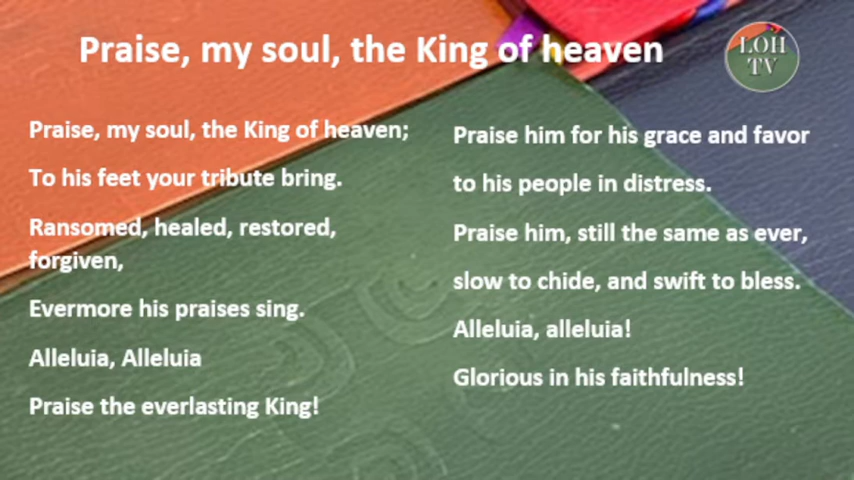 Praise, my soul, the King of heaven
LOH
TV
Praise, my soul, the King of heaven;
To his feet your tribute bring.
Ransomed, healed, restored,
forgiven,
Evermore his praises sing.
Alleluia, Alleluia
Praise the everlasting King!
Praise him for his grace and favor
to his people in distress.
Praise him, still the same as ever,
slow to chide, and swift to bless.
Alleluia, alleluia!
Glorious in his faithfulness!